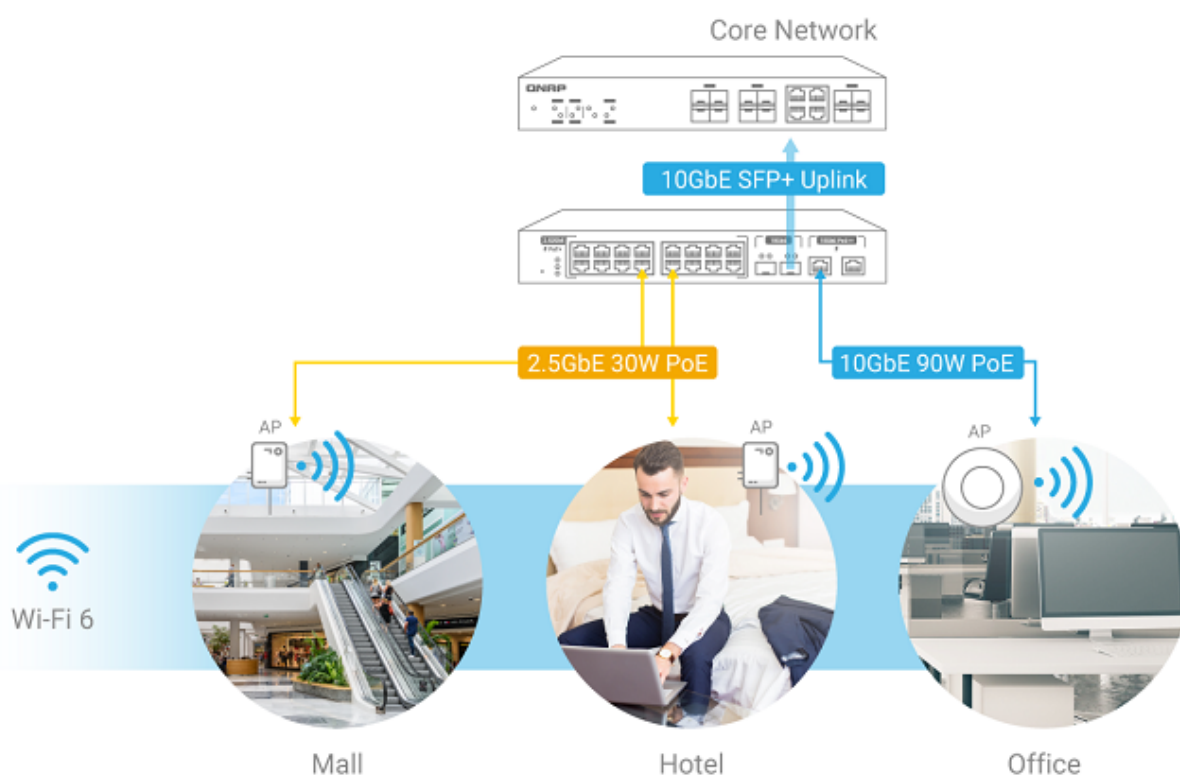 Core Network
QNAP
10GbE SFP+ Uplink
2.5GbE 30W PoE
10GbE 90W PoE
AP
AP
AP
Wi-Fi 6
Mall
Hotel
Office